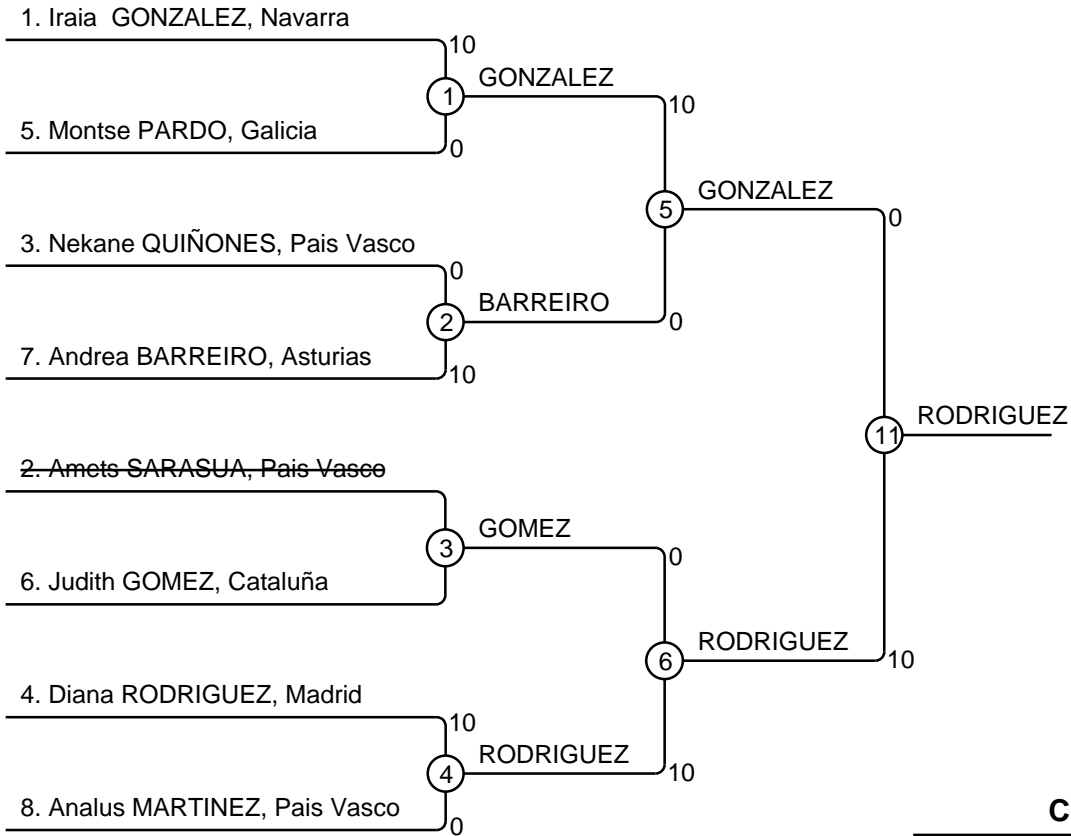 1. Iraia  GONZALEZ, Navarra
10
GONZALEZ
1
10
5. Montse PARDO, Galicia
0
GONZALEZ
5
0
3. Nekane QUIÑONES, Pais Vasco
0
BARREIRO
2
0
7. Andrea BARREIRO, Asturias
10
RODRIGUEZ
11
2. Amets SARASUA, Pais Vasco
GOMEZ
3
0
6. Judith GOMEZ, Cataluña
RODRIGUEZ
6
10
4. Diana RODRIGUEZ, Madrid
10
RODRIGUEZ
4
10
8. Analus MARTINEZ, Pais Vasco
0
C